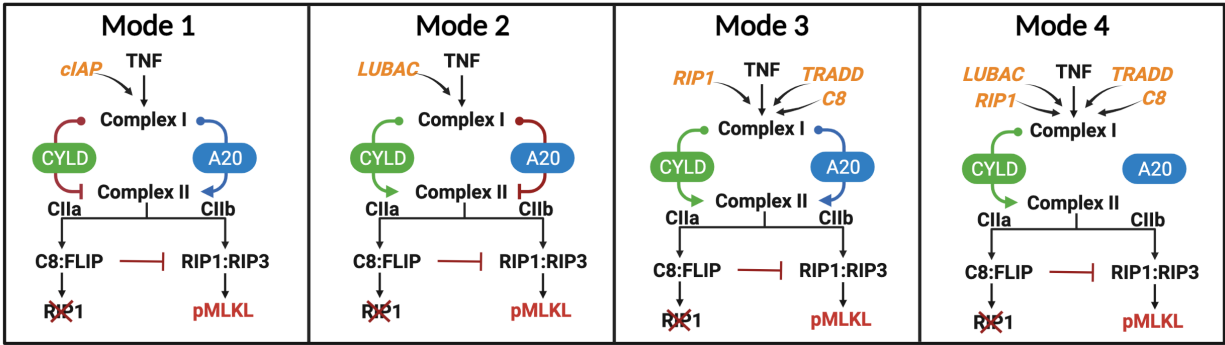 Mode 1
cIAP
TNF
Complex I
CYLD
A20
Complex II
CIIa
CIIb
C8:FLIP
RIP1:RIP3
RIP1
pMLKL
Mode 2
LUBAC
TNF
Complex I
CYLD
A20
Complex II
CIIa
CIIb
C8:FLIP
RIP1:RIP3
RIP1
pMLKL
Mode 3
RIP1
TNF
TRADD
C8
Complex I
CYLD
A20
Complex II
CIIa
CIIb
C8:FLIP
RIP1:RIP3
RIP1
pMLKL
Mode 4
LUBAC
TNF
TRADD
RIP1
C8
Complex I
CYLD
A20
Complex II
CIIa
CIIb
C8:FLIP
RIP1:RIP3
RIP1
pMLKL